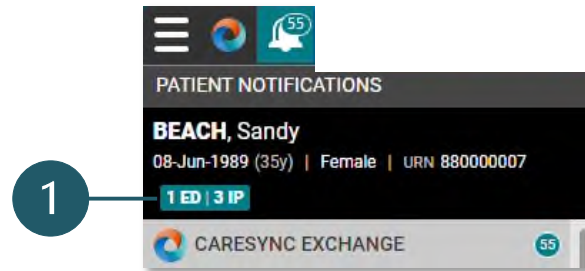 55
PATIENT NOTIFICATIONS
BEACH, Sandy
08-Jun-1989 (35y) | Female | URN 880000007
1
1 ED | 3 IP
CARESYNC EXCHANGE 55